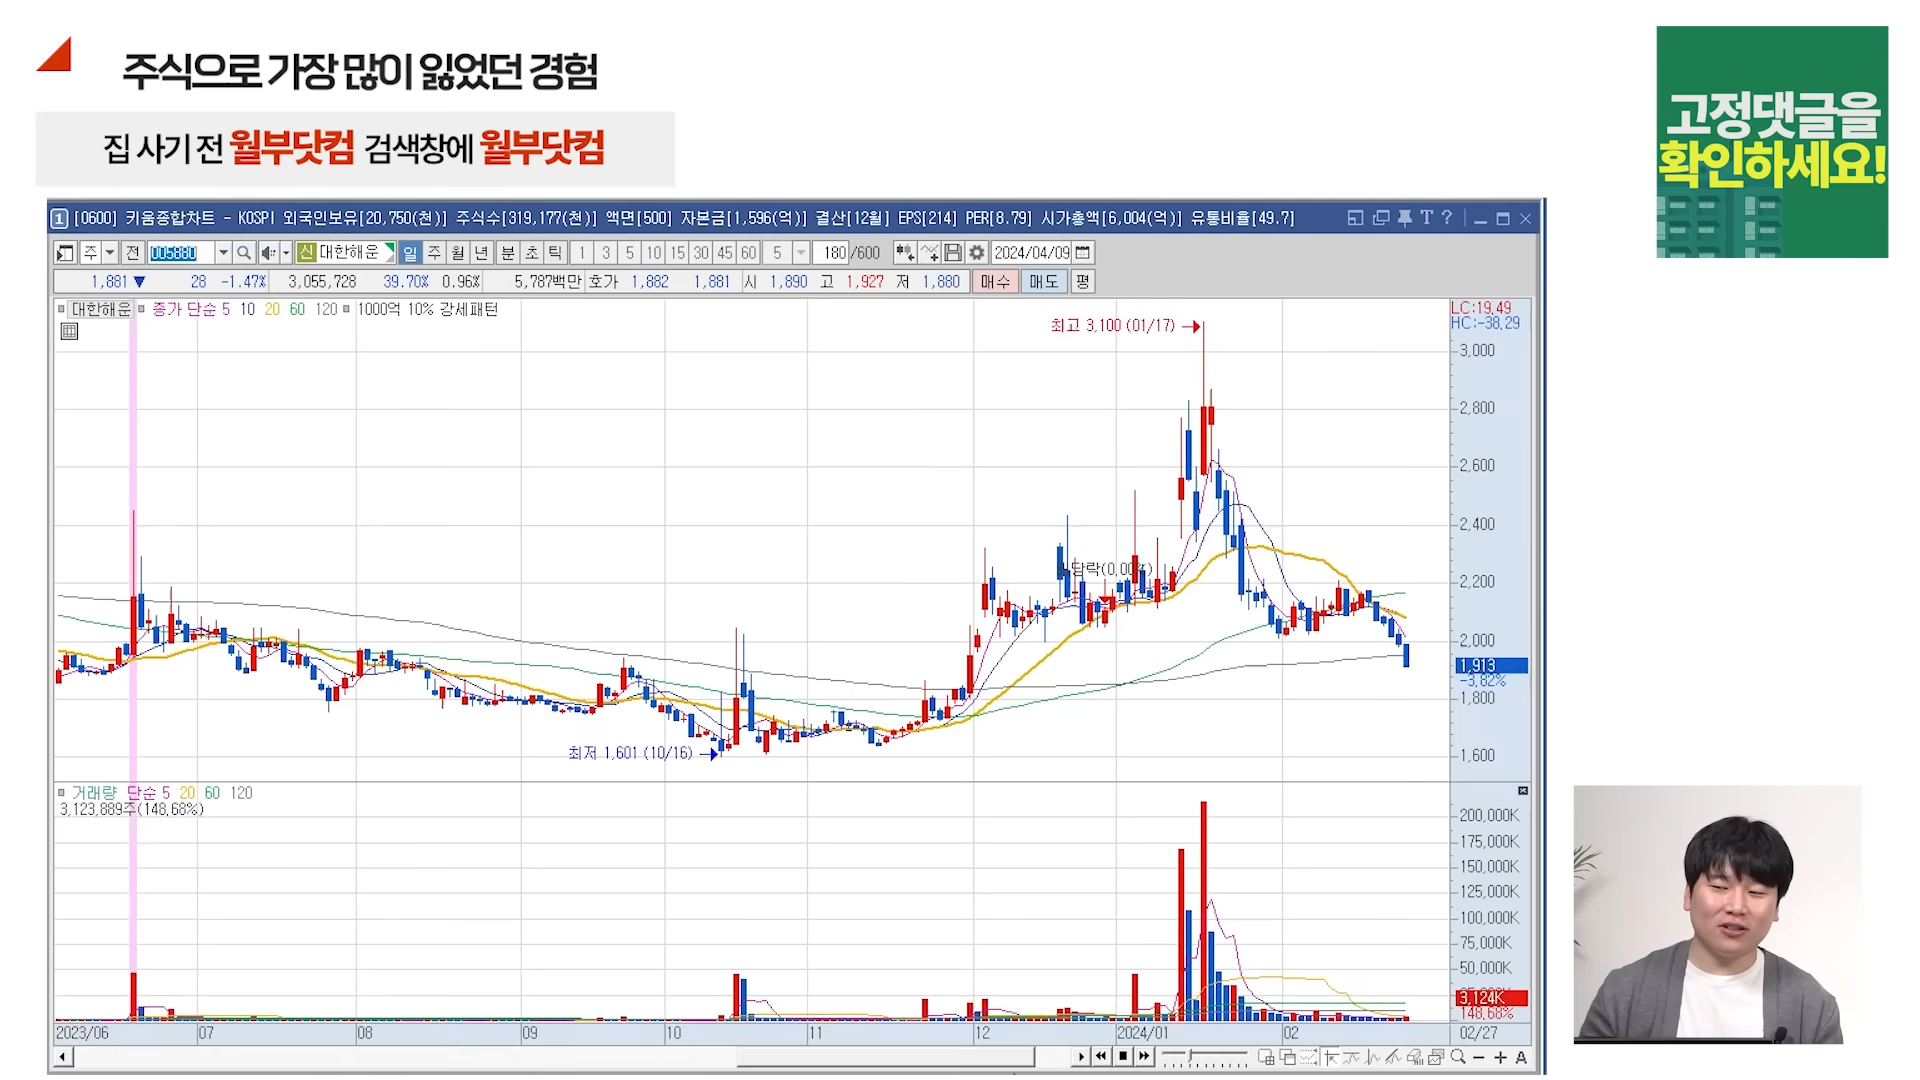 주식으로 가장 많이 잃었던 경험
집 사기 전 월부닷컴 검색창에 월부닷컴
고정댓글을
확인하세요!
1 [0600] 키움종합차트 - KOSPI 외국인보유[20,750(천)] 주식수[319,177(천)] 액면[500] 자본금[1,596(억)] 결산[12월] EPS[214] PER[8.79] 시가총액[6,004(억)] 유통비율[49.7] T ?
주 전 005880 신 대한해운 일 주 월 년 분 초 틱 1 3 5 10 15 30 45 60 5 180 /600 2024/04/09
1,881 ▼ 28 -1.47% 3,055,728 39.70% 0.96% 5,787백만 호가 1,882 1,881 시 1,890 고 1,927 저 1,880 매수 매도 평
대한해운 종가 단순 5 10 20 60 120 1000억 10% 강세패턴
LC:19,49
HC:-38,29
최고 3,100 (01/17)
3,000
2,800
2,600
2,400
당락(0,00%)
2,200
2,000
1,913
-3,82%
1,800
최저 1,601 (10/16)
1,600
거래량 단순 5 20 60 120
3,123,889주(148,68%)
200,000K
175,000K
150,000K
125,000K
100,000K
75,000K
50,000K
3,124K
148,68%
2023/06 07 08 09 10 11 12 2024/01 02 02/27
A